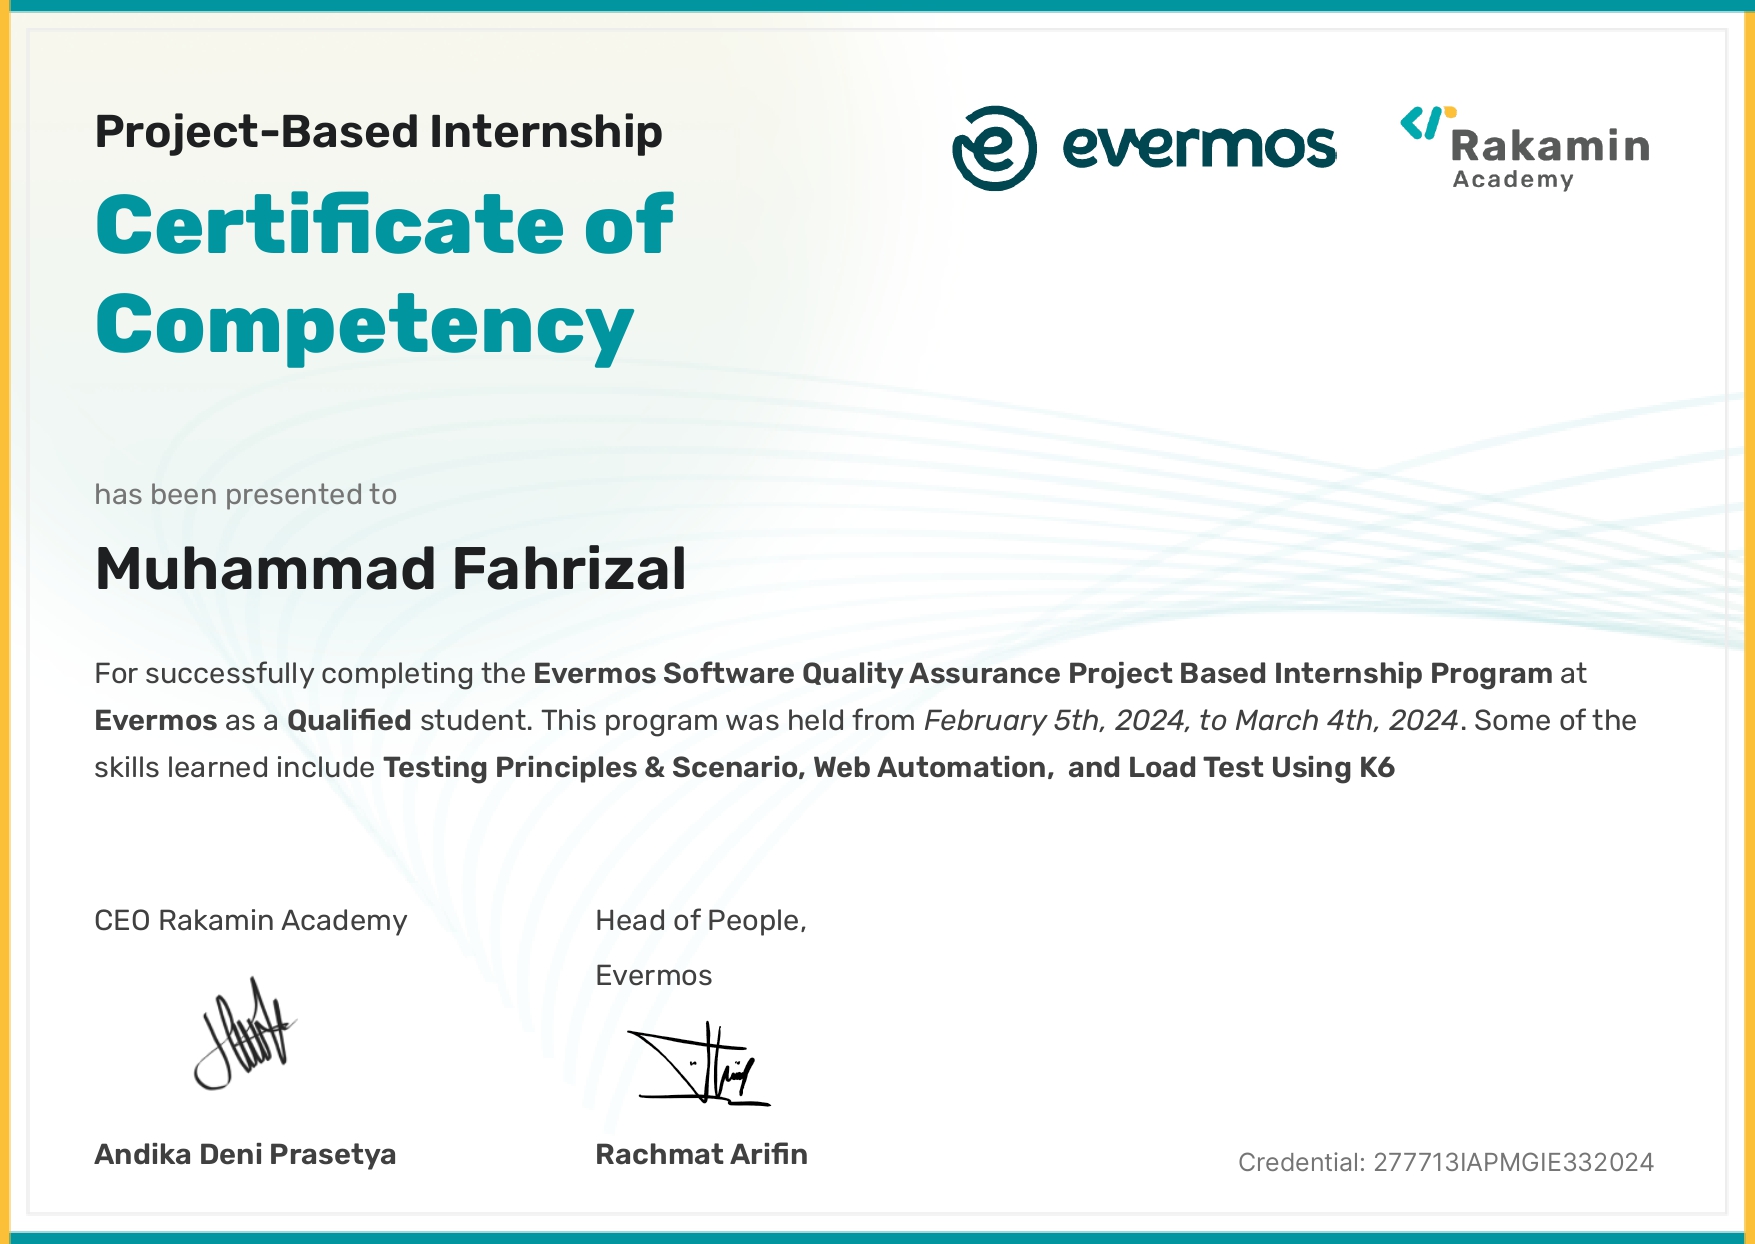 Project-Based Internship
evermos
Rakamin
Academy
Certificate of
Competency
has been presented to
Muhammad Fahrizal
For successfully completing the Evermos Software Quality Assurance Project Based Internship Program at
Evermos as a Qualified student. This program was held from February 5th, 2024, to March 4th, 2024. Some of the
skills learned include Testing Principles & Scenario, Web Automation,  and Load Test Using K6
CEO Rakamin Academy
Andika Deni Prasetya
Head of People,
Evermos
Rachmat Arifin
Credential: 277713IAPMGIE332024